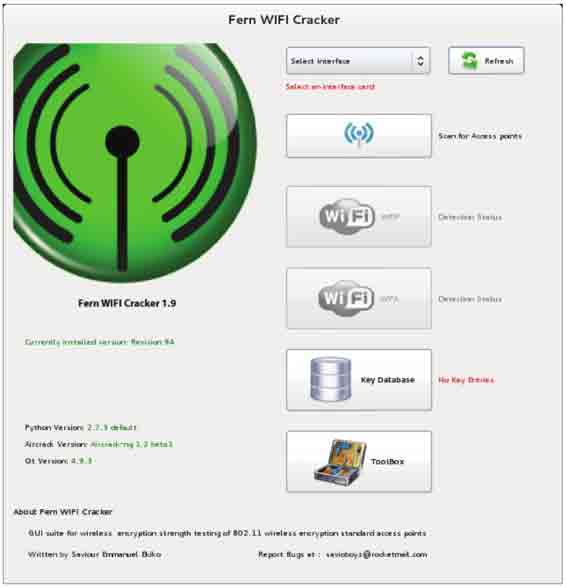 Fern WIFI Cracker
Select Interface
Refresh
Select an interface card
Scan for Access points
WiFi WEP Detection Status
WiFi WPA Detection Status
Fern WIFI Cracker 1.9
Currently installed version: Revision 94
Key Database
No Key Entries
Python Version: 2.7.3 default
Aircrack Version: Aircrack-ng 1.2 beta1
Qt Version: 4.9.3
ToolBox
About Fern WIFI Cracker
GUI suite for wireless encryption strength testing of 802.11 wireless encryption standard access points
Written by Saviour Emmanuel Ekiko
Report Bugs at : savioboyz@rocketmail.com